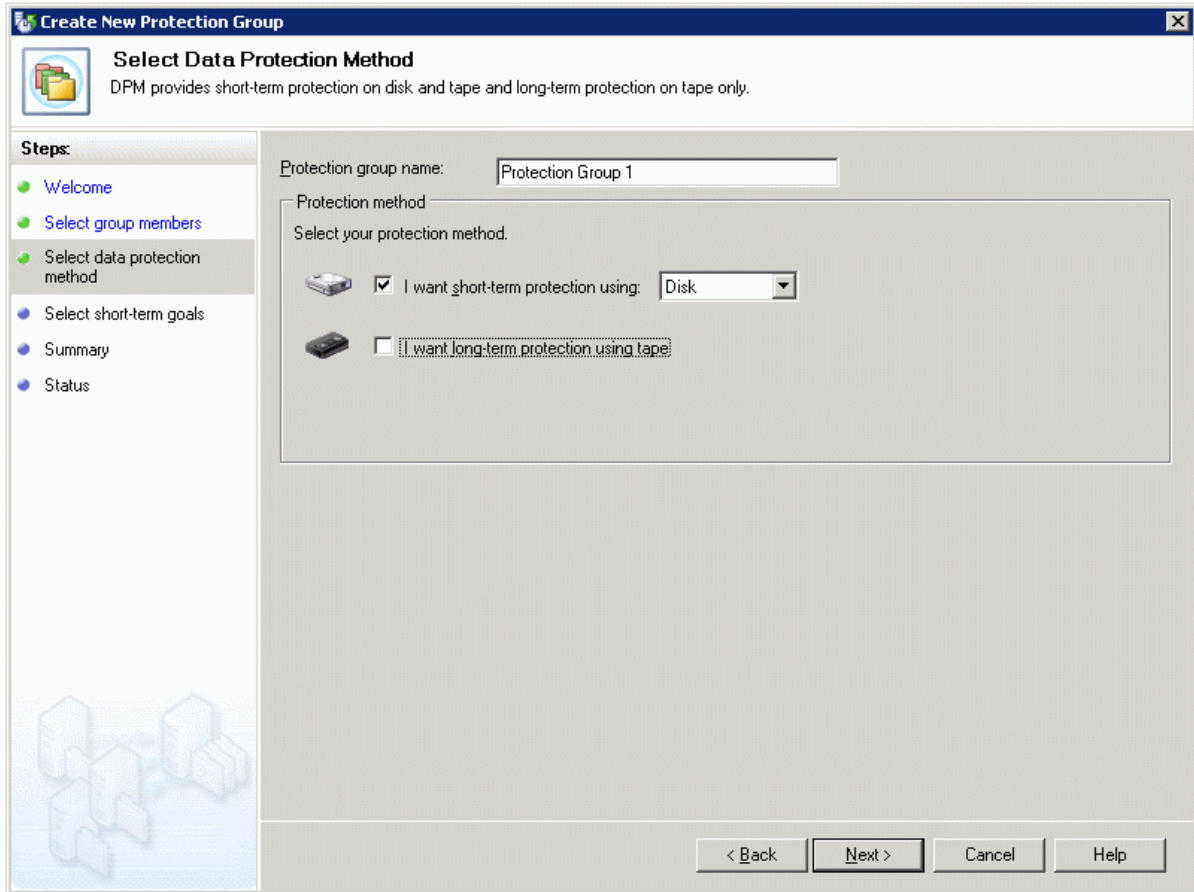 Create New Protection Group
Select Data Protection Method
DPM provides short-term protection on disk and tape and long-term protection on tape only.
Steps:
Welcome
Select group members
Select data protection
method
Select short-term goals
Summary
Status
Protection group name:
Protection Group 1
Protection method
Select your protection method.
I want short-term protection using:
Disk
I want long-term protection using tape
< Back
Next >
Cancel
Help